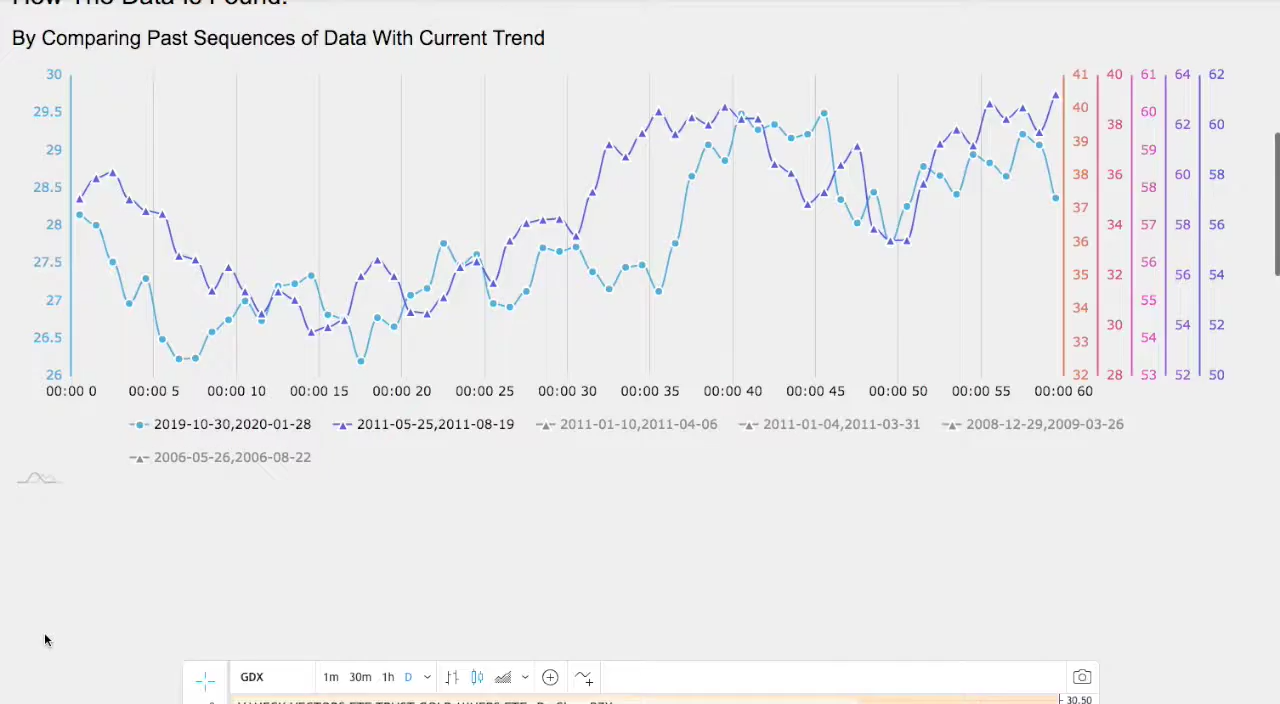 How The Data Is Found:
By Comparing Past Sequences of Data With Current Trend
30 41 40 61 64 62
29.5 40 38 60 62 60
29 39 36 59 60 58
28.5 38 34 58 58 56
28 37 32 57 56 54
27.5 36 30 56 54 52
27 35 28 55 52 50
26.5 34 54
26 33 53
32
00:00 0 00:00 5 00:00 10 00:00 15 00:00 20 00:00 25 00:00 30 00:00 35 00:00 40 00:00 45 00:00 50 00:00 55 00:00 60
2019-10-30,2020-01-28 2011-05-25,2011-08-19 2011-01-10,2011-04-06 2011-01-04,2011-03-31 2008-12-29,2009-03-26
2006-05-26,2006-08-22
GDX 1m 30m 1h D
30.50